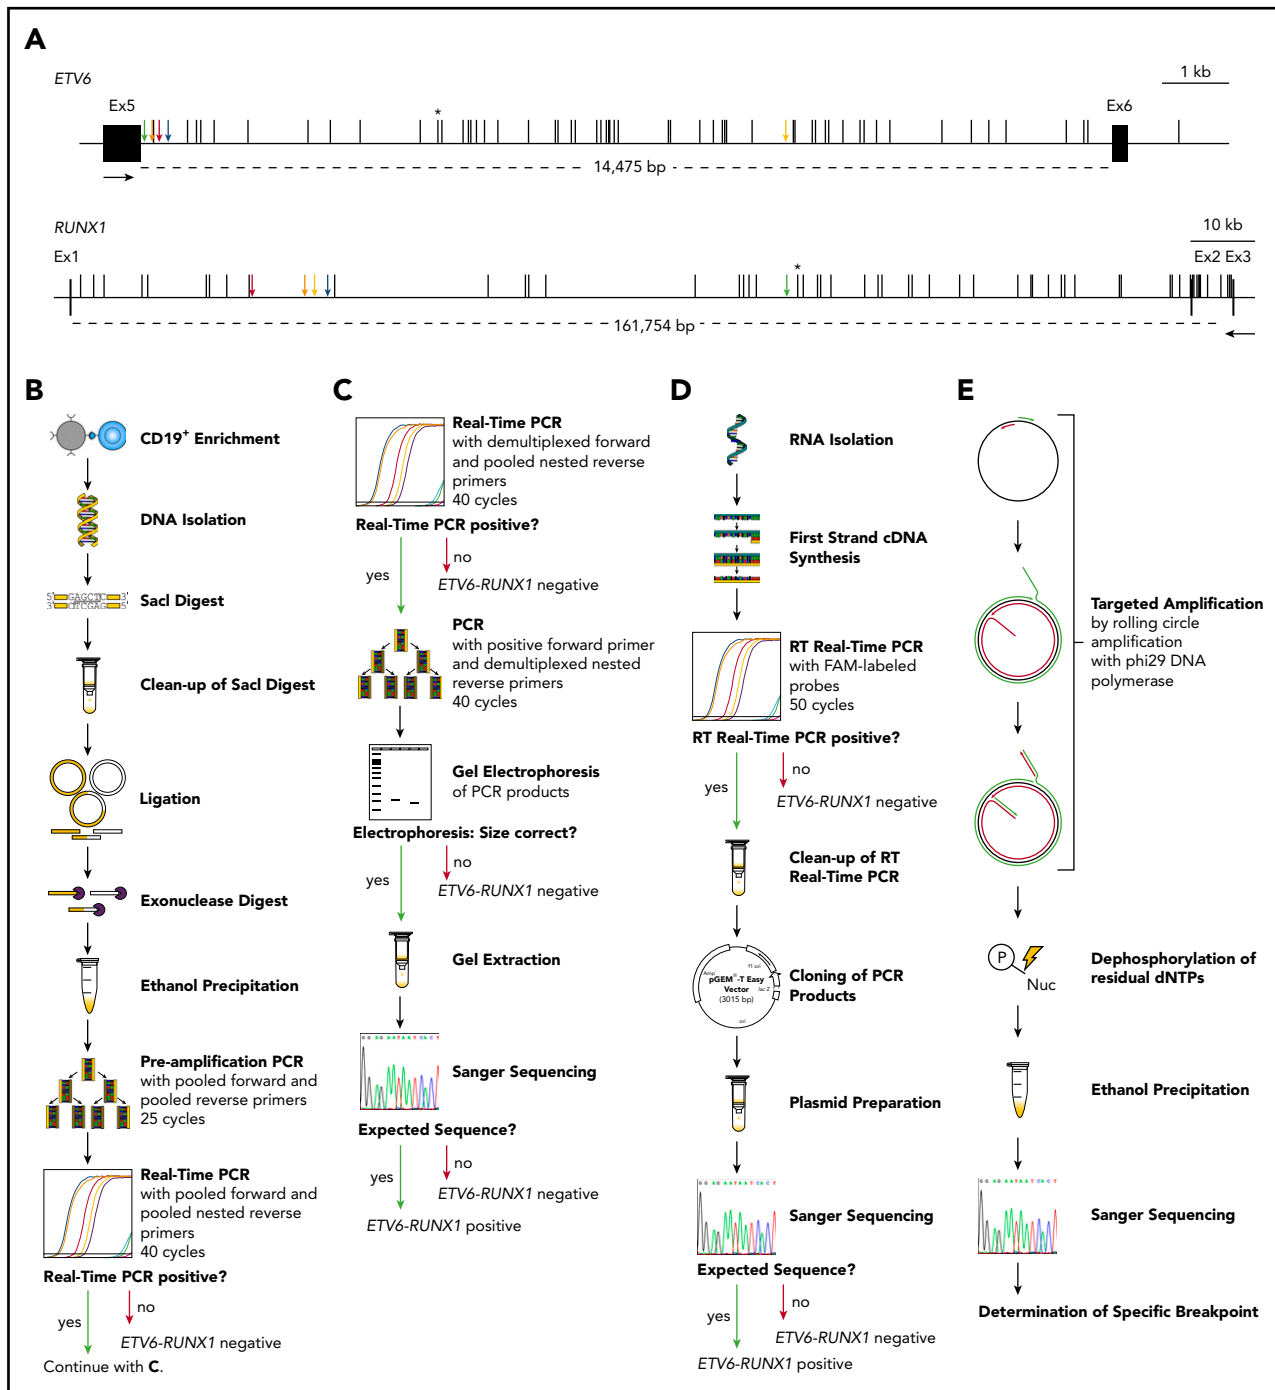 A
ETV6
1 kb
Ex5
*
Ex6
14,475 bp
RUNX1
10 kb
Ex1
*
Ex2 Ex3
161,754 bp
B
CD19+ Enrichment
DNA Isolation
5' GAGCTC 3'
3' CTCGAG 5'
SacI Digest
Clean-up of SacI Digest
Ligation
Exonuclease Digest
Ethanol Precipitation
Pre-amplification PCR
with pooled forward and
pooled reverse primers
25 cycles
Real-Time PCR
with pooled forward and
pooled nested reverse
primers
40 cycles
Real-Time PCR positive?
yes
no
ETV6-RUNX1 negative
Continue with C.
C
Real-Time PCR
with demultiplexed forward
and pooled nested reverse
primers
40 cycles
Real-Time PCR positive?
yes
no
ETV6-RUNX1 negative
PCR
with positive forward primer
and demultiplexed nested
reverse primers
40 cycles
Gel Electrophoresis
of PCR products
Electrophoresis: Size correct?
yes
no
ETV6-RUNX1 negative
Gel Extraction
G G A G A A T A A T C A C T
Sanger Sequencing
Expected Sequence?
yes
no
ETV6-RUNX1 negative
ETV6-RUNX1 positive
D
RNA Isolation
First Strand cDNA
Synthesis
RT Real-Time PCR
with FAM-labeled
probes
50 cycles
RT Real-Time PCR positive?
yes
no
ETV6-RUNX1 negative
Clean-up of RT
Real-Time PCR
Ampr
f1 ori
pGEM®-T Easy
Vector
lac Z
(3015 bp)
ori
Cloning of PCR
Products
Plasmid Preparation
G G A G A A T A A T C A C T
Sanger Sequencing
Expected Sequence?
yes
no
ETV6-RUNX1 negative
ETV6-RUNX1 positive
E
Targeted Amplification
by rolling circle
amplification
with phi29 DNA
polymerase
P
Nuc
Dephosphorylation of
residual dNTPs
Ethanol Precipitation
G G A G A A T A A T C A C T
Sanger Sequencing
Determination of Specific Breakpoint